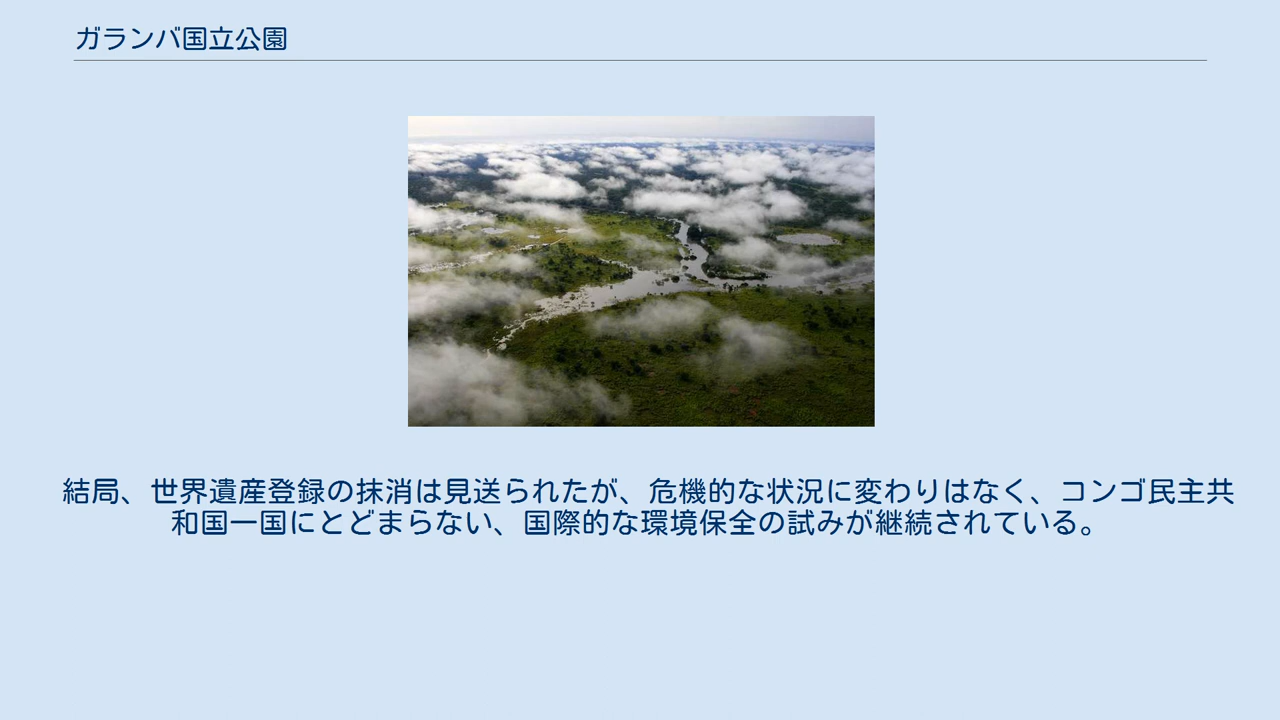 ガランバ国立公園
結局、世界遺産登録の抹消は見送られたが、危機的な状況に変わりはなく、コンゴ民主共
和国一国にとどまらない、国際的な環境保全の試みが継続されている。